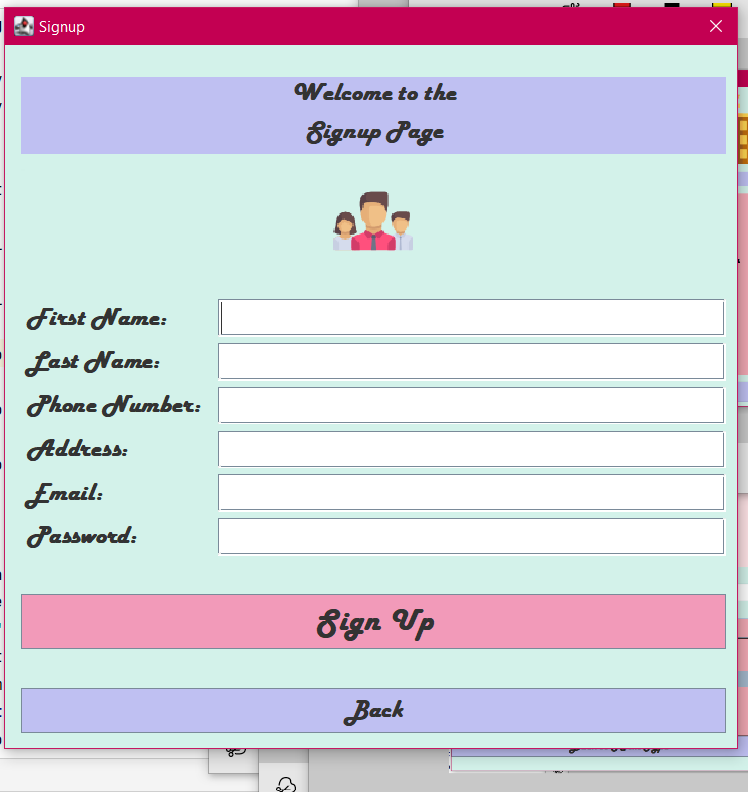 Signup
Welcome to the
Signup Page
First Name:
Last Name:
Phone Number:
Address:
Email:
Password:
Sign Up
Back